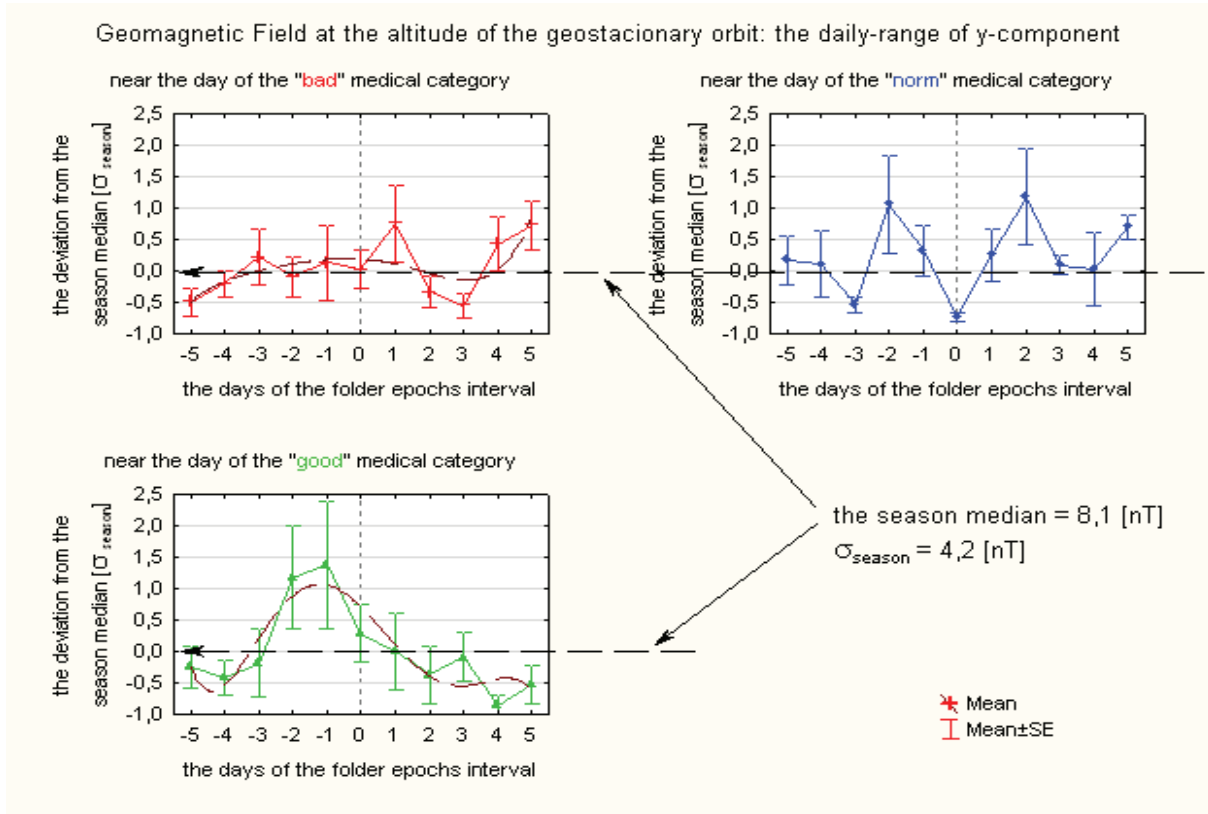 Geomagnetic Field at the altitude of the geostacionary orbit: the daily-range of y-component
near the day of the "bad" medical category
the deviation from the
season median [σ season]
2,5
2,0
1,5
1,0
0,5
0,0
-0,5
-1,0
-5 -4 -3 -2 -1 0 1 2 3 4 5
the days of the folder epochs interval
near the day of the "norm" medical category
the deviation from the
season median [σ season]
2,5
2,0
1,5
1,0
0,5
0,0
-0,5
-1,0
-5 -4 -3 -2 -1 0 1 2 3 4 5
the days of the folder epochs interval
near the day of the "good" medical category
the deviation from the
season median [σ season]
2,5
2,0
1,5
1,0
0,5
0,0
-0,5
-1,0
-5 -4 -3 -2 -1 0 1 2 3 4 5
the days of the folder epochs interval
the season median = 8,1 [nT]
σseason = 4,2 [nT]
Mean
Mean±SE